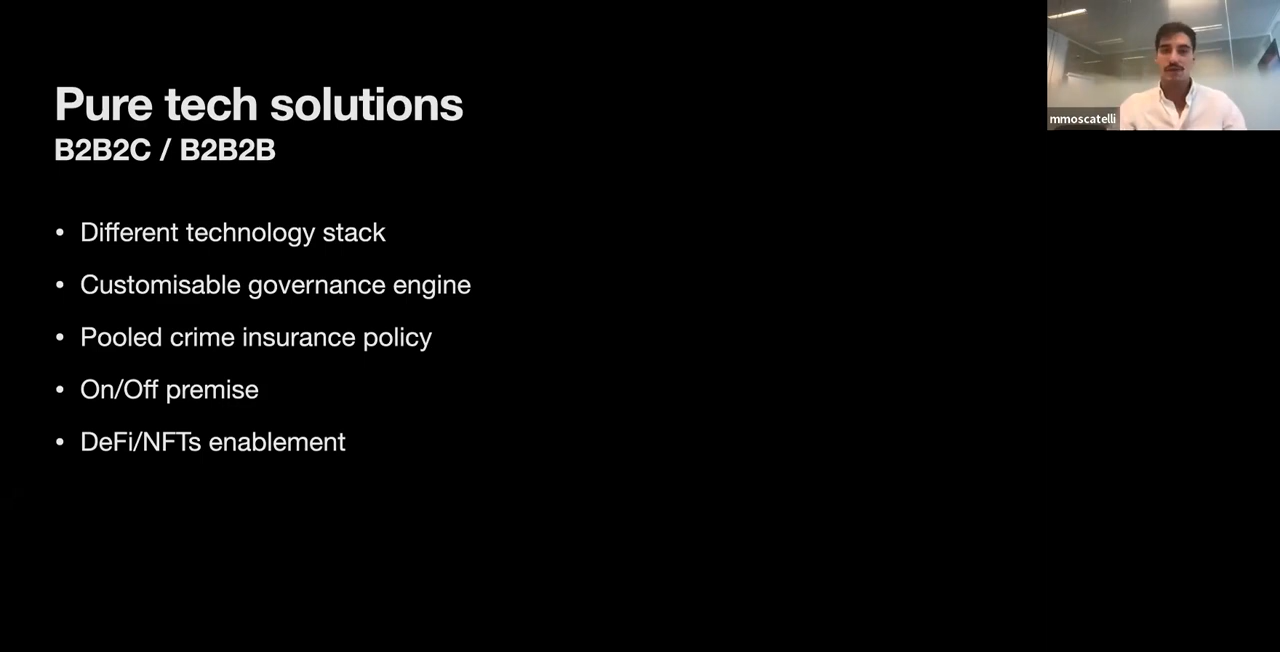 Pure tech solutions
B2B2C / B2B2B
• Different technology stack
• Customisable governance engine
• Pooled crime insurance policy
• On/Off premise
• DeFi/NFTs enablement
mmoscatelli